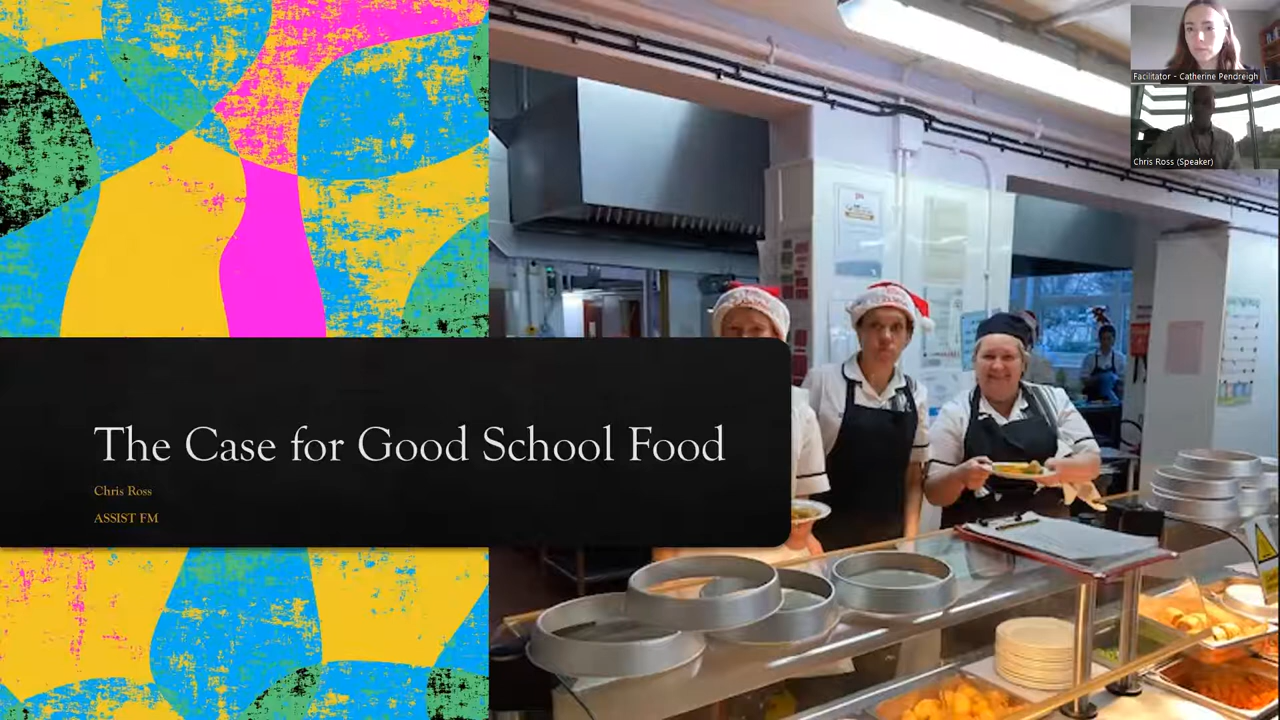 Facilitator - Catherine Pendreigh
Chris Ross (Speaker)
The Case for Good School Food
Chris Ross
ASSIST FM